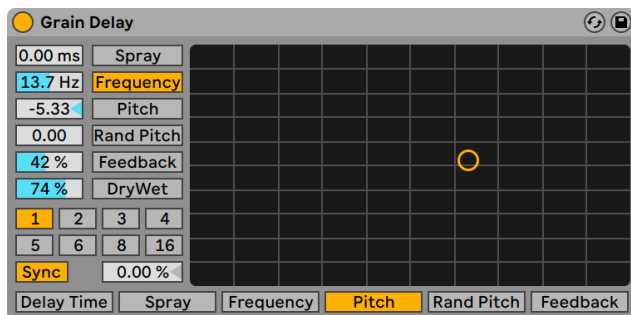 Grain Delay
0.00 ms Spray
13.7 Hz Frequency
-5.33 Pitch
0.00 Rand Pitch
42 % Feedback
74 % DryWet
1 2 3 4
5 6 8 16
Sync 0.00 %
Delay Time Spray Frequency Pitch Rand Pitch Feedback